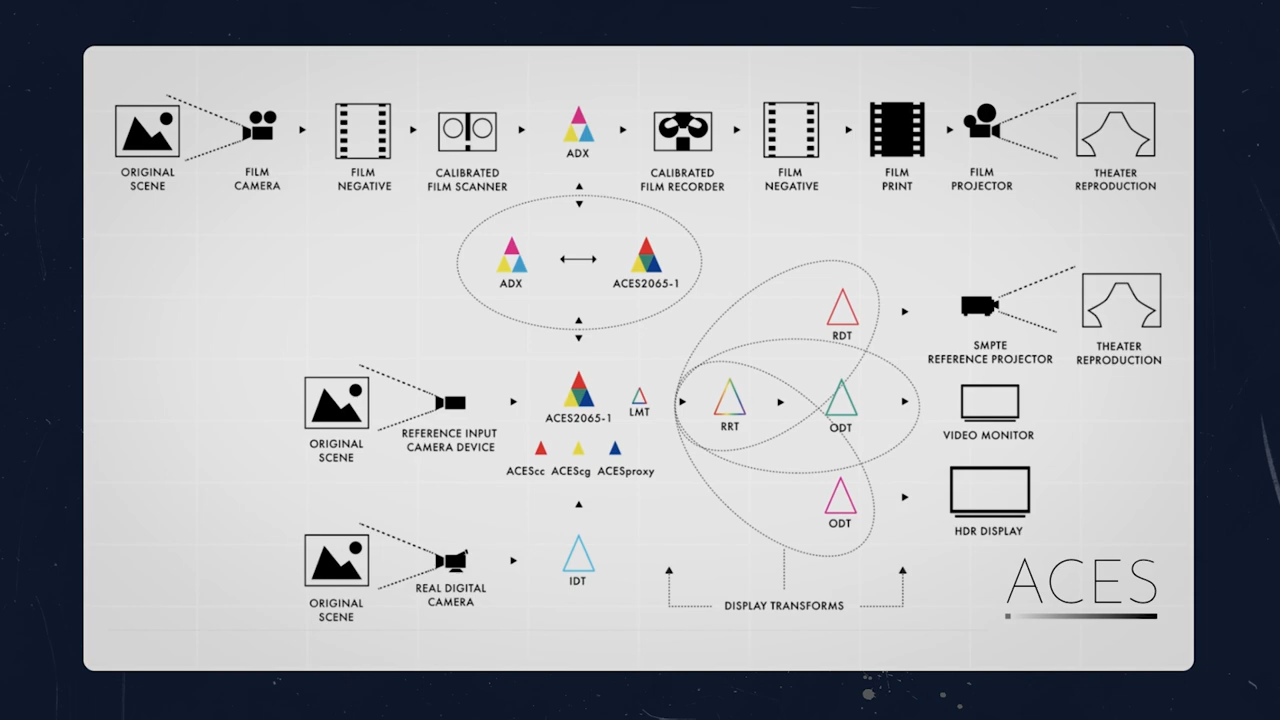 ADX
ORIGINAL
SCENE
FILM
CAMERA
FILM
NEGATIVE
CALIBRATED
FILM SCANNER
CALIBRATED
FILM RECORDER
FILM
NEGATIVE
FILM
PRINT
FILM
PROJECTOR
THEATER
REPRODUCTION
ADX
ACES2065-1
RDT
SMPTE
REFERENCE PROJECTOR
THEATER
REPRODUCTION
ORIGINAL
SCENE
REFERENCE INPUT
CAMERA DEVICE
ACES2065-1
LMT
RRT
ODT
VIDEO MONITOR
ACEScc ACEScg ACESproxy
ODT
HDR DISPLAY
ORIGINAL
SCENE
REAL DIGITAL
CAMERA
IDT
DISPLAY TRANSFORMS
ACES